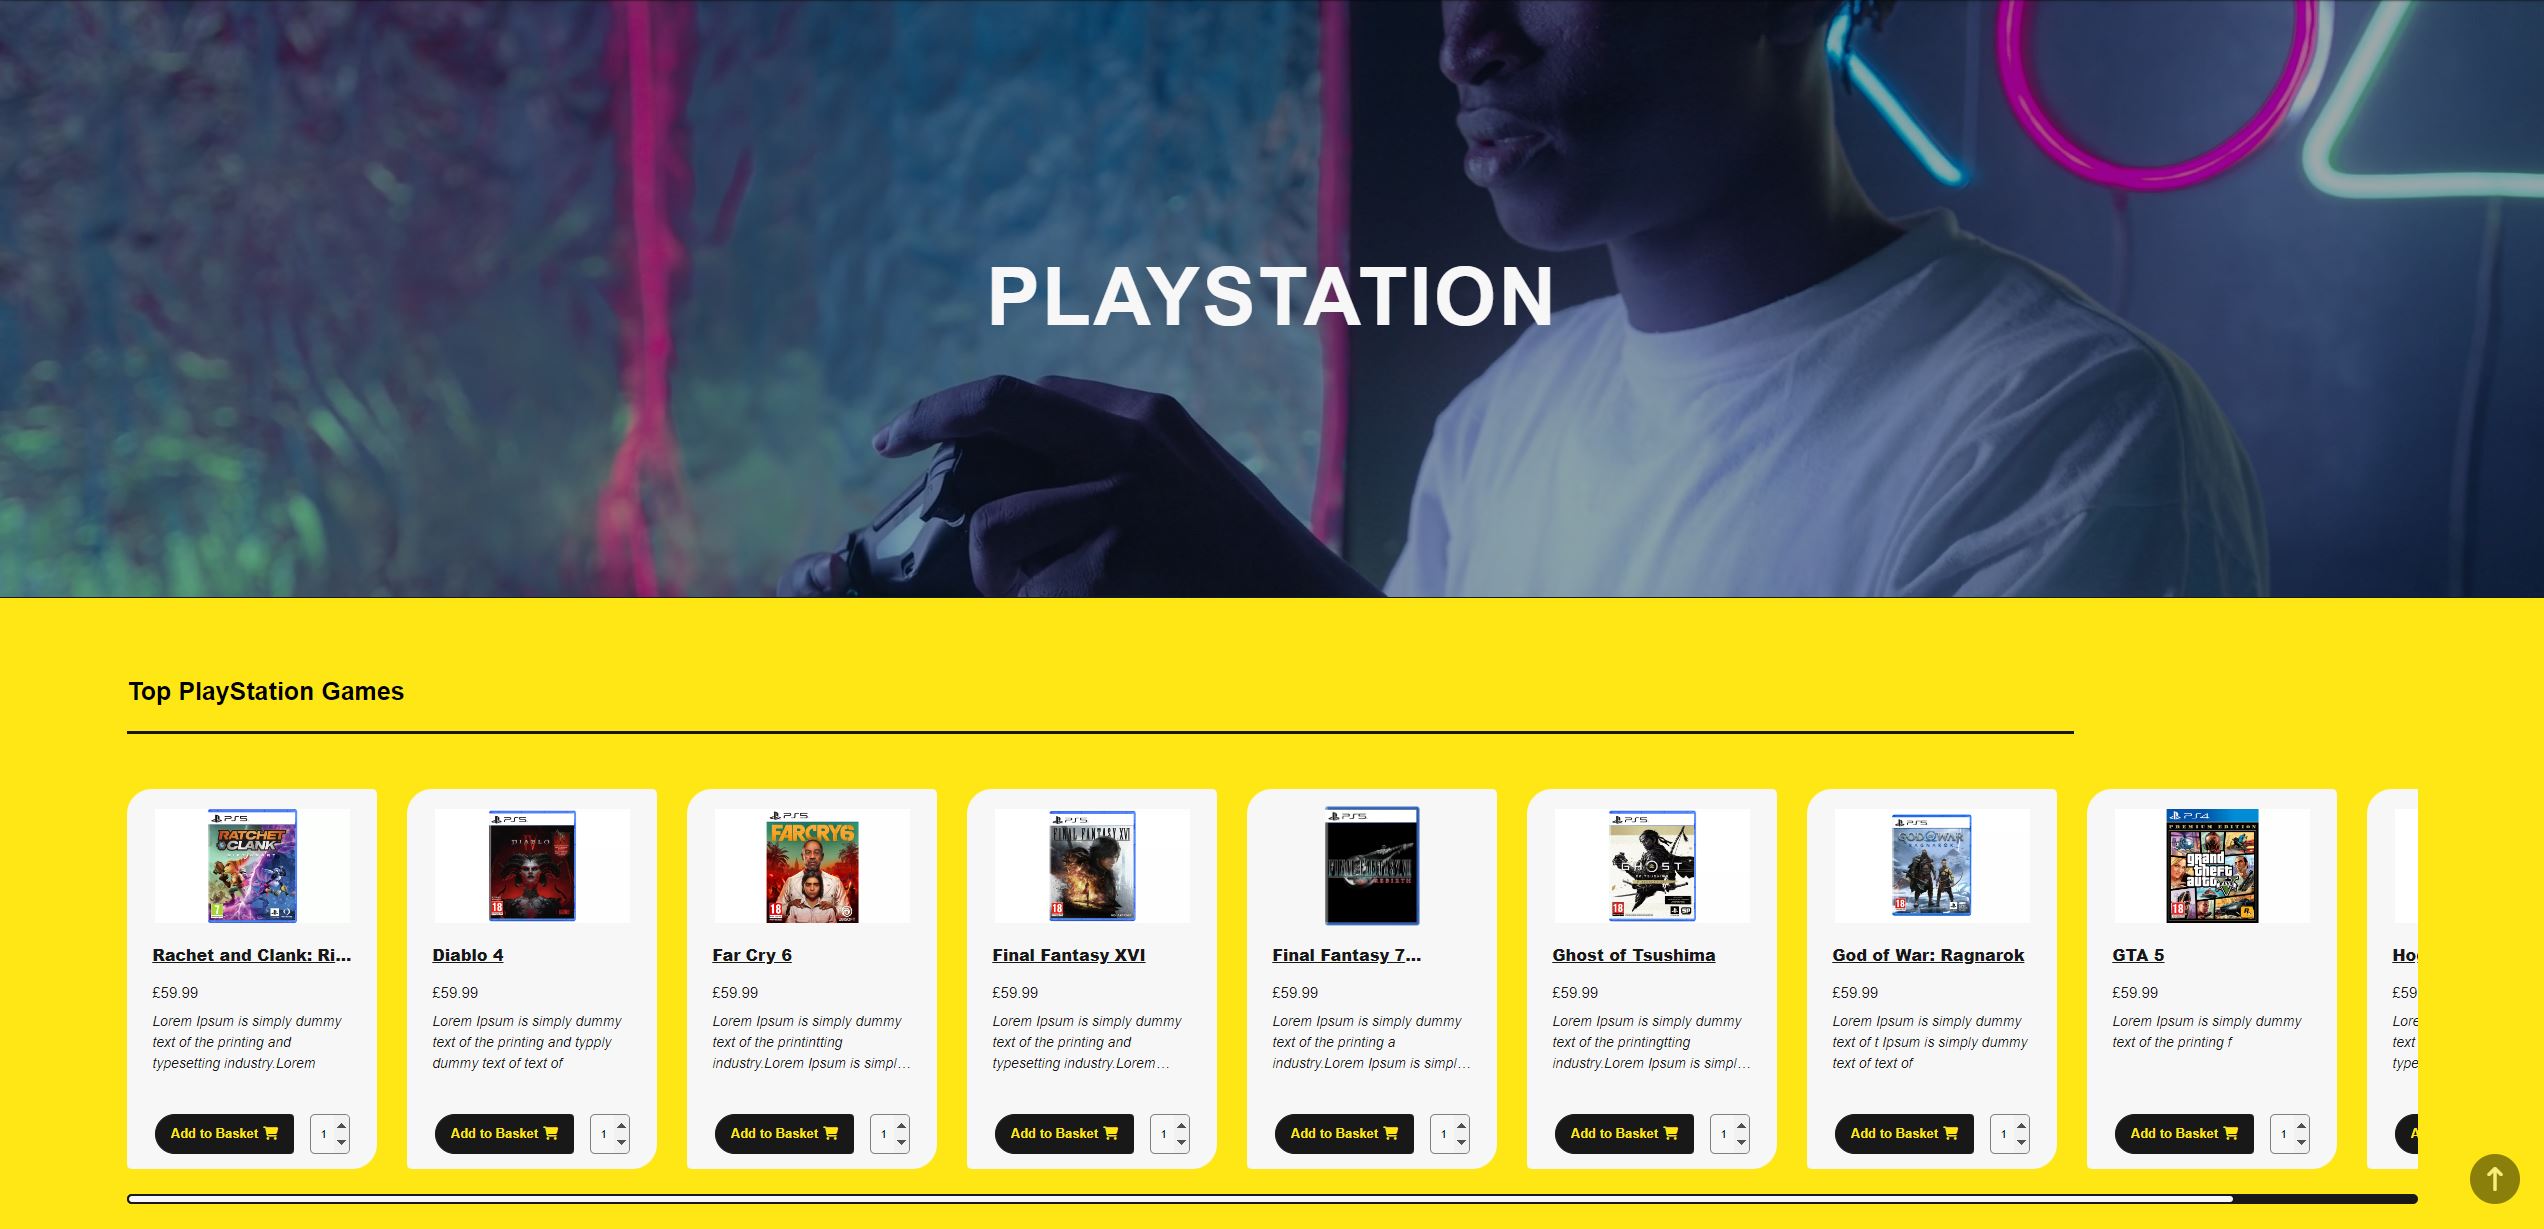 PLAYSTATION
Top PlayStation Games
PS5
RATCHET
CLANK
7
PS5
DIABLO
IV
18
PS5
FARCRY6
18
PS5
FINAL FANTASY XVI
18
PS5
FINAL FANTASY VII
REBIRTH
PS5
GHOST
18
PS5
GOD OF WAR
RAGNARÖK
18
PS4
PREMIUM EDITION
grand
theft
auto
18
Rachet and Clank: Ri...
Diablo 4
Far Cry 6
Final Fantasy XVI
Final Fantasy 7...
Ghost of Tsushima
God of War: Ragnarok
GTA 5
Ho
£59.99
£59.99
£59.99
£59.99
£59.99
£59.99
£59.99
£59.99
£59
Lorem Ipsum is simply dummy
text of the printing and
typesetting industry.Lorem
Lorem Ipsum is simply dummy
text of the printing and typply
dummy text of text of
Lorem Ipsum is simply dummy
text of the printintting
industry.Lorem Ipsum is simpl...
Lorem Ipsum is simply dummy
text of the printing and
typesetting industry.Lorem...
Lorem Ipsum is simply dummy
text of the printing a
industry.Lorem Ipsum is simpl...
Lorem Ipsum is simply dummy
text of the printingtting
industry.Lorem Ipsum is simpl...
Lorem Ipsum is simply dummy
text of t Ipsum is simply dummy
text of text of
Lorem Ipsum is simply dummy
text of the printing f
Lore
text
type
Add to Basket 1
Add to Basket 1
Add to Basket 1
Add to Basket 1
Add to Basket 1
Add to Basket 1
Add to Basket 1
Add to Basket 1
A